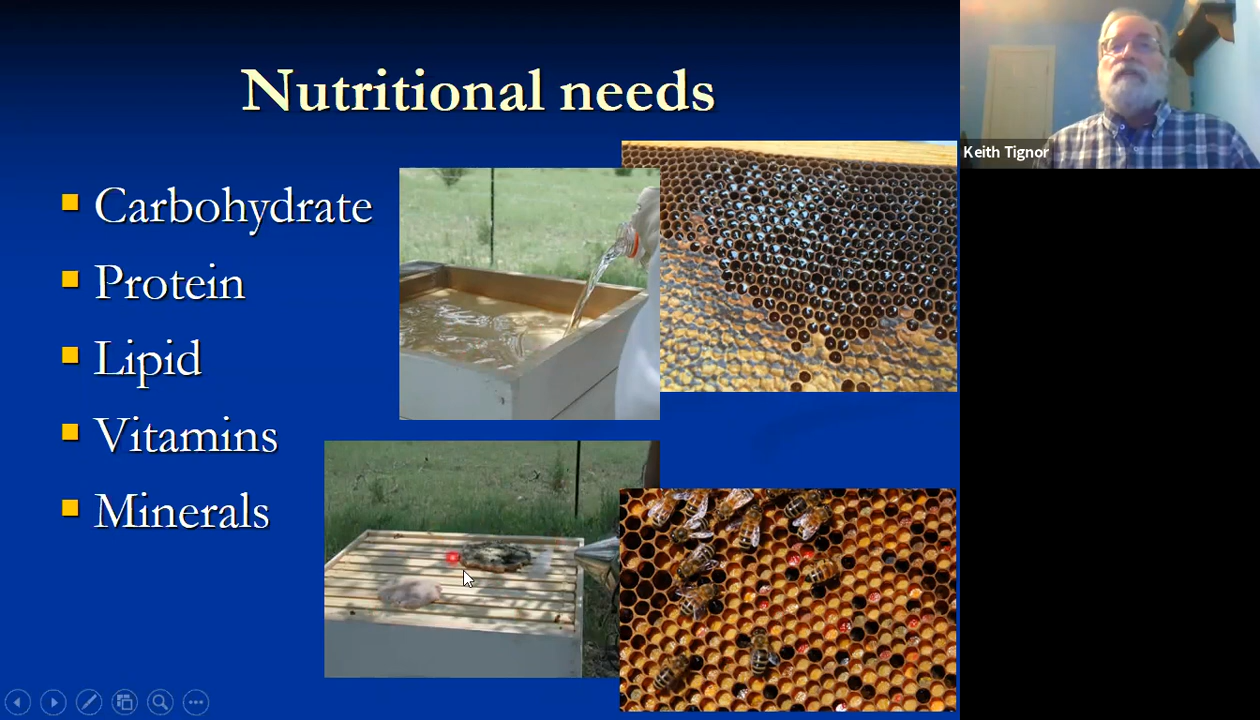 Nutritional needs
Carbohydrate
Protein
Lipid
Vitamins
Minerals
Keith Tignor